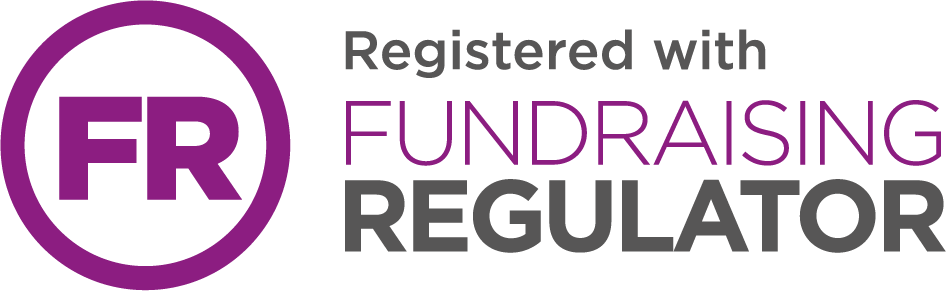 FR
Registered with
FUNDRAISING
REGULATOR